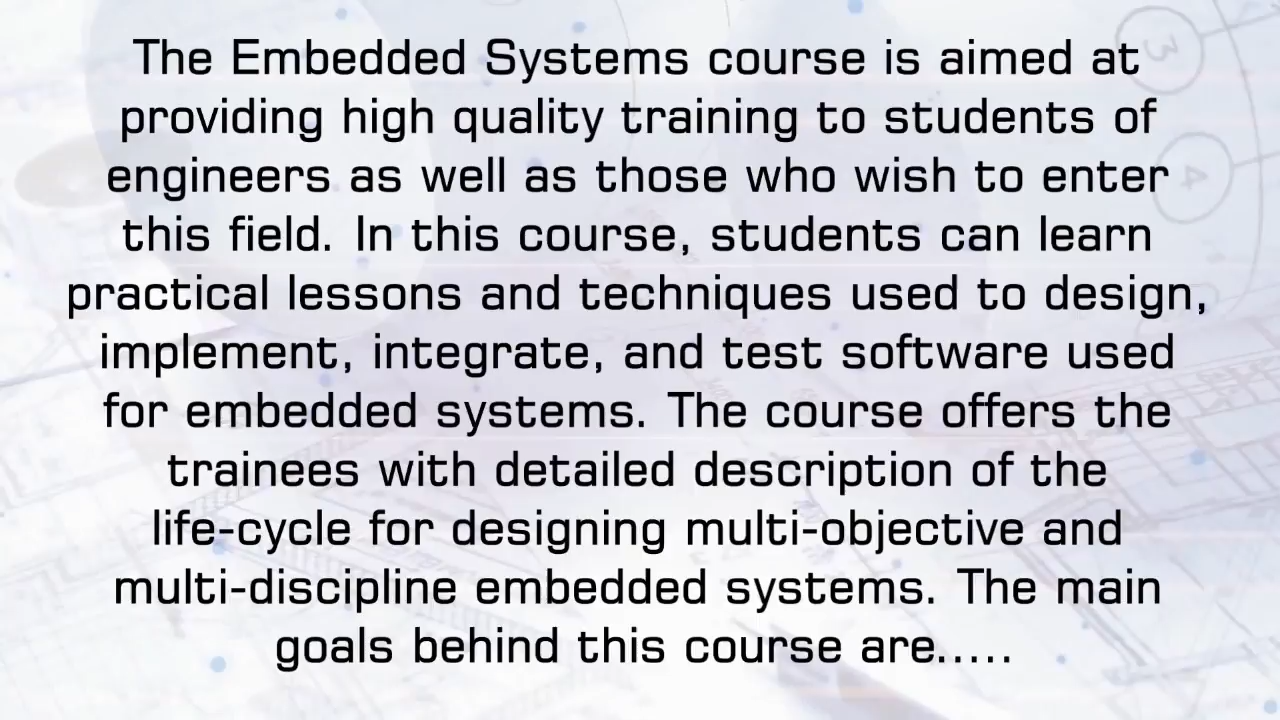 The Embedded Systems course is aimed at
providing high quality training to students of
engineers as well as those who wish to enter
this field. In this course, students can learn
practical lessons and techniques used to design,
implement, integrate, and test software used
for embedded systems. The course offers the
trainees with detailed description of the
life-cycle for designing multi-objective and
multi-discipline embedded systems. The main
goals behind this course are.....
3
4